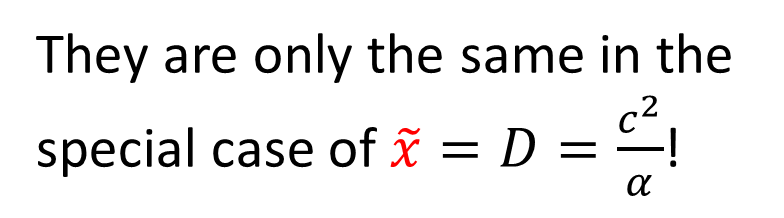 They are only the same in the
special case of x̃ = D = c²/α!